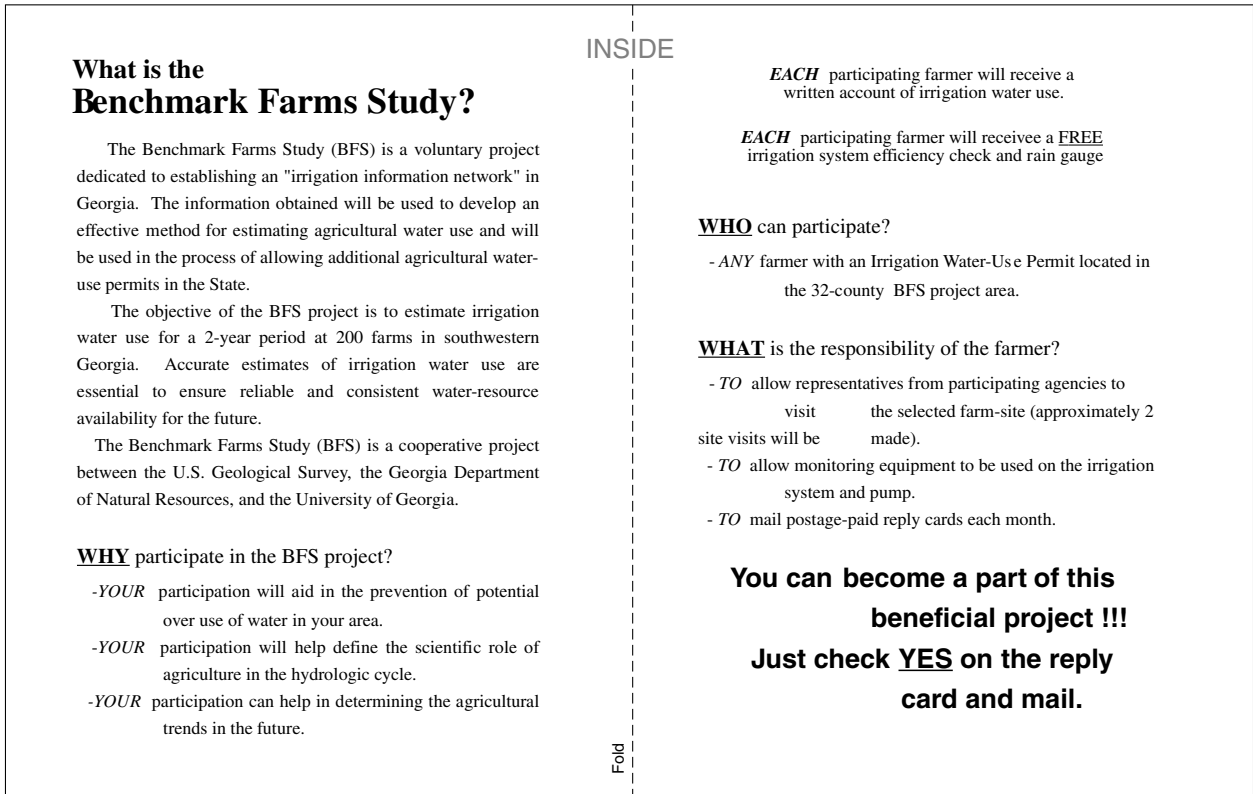 INSIDE
What is the
Benchmark Farms Study?
The Benchmark Farms Study (BFS) is a voluntary project
dedicated to establishing an "irrigation information network" in
Georgia. The information obtained will be used to develop an
effective method for estimating agricultural water use and will
be used in the process of allowing additional agricultural water-
use permits in the State.
The objective of the BFS project is to estimate irrigation
water use for a 2-year period at 200 farms in southwestern
Georgia. Accurate estimates of irrigation water use are
essential to ensure reliable and consistent water-resource
availability for the future.
The Benchmark Farms Study (BFS) is a cooperative project
between the U.S. Geological Survey, the Georgia Department
of Natural Resources, and the University of Georgia.
WHY participate in the BFS project?
-YOUR participation will aid in the prevention of potential
over use of water in your area.
-YOUR participation will help define the scientific role of
agriculture in the hydrologic cycle.
-YOUR participation can help in determining the agricultural
trends in the future.
Fold
EACH participating farmer will receive a
written account of irrigation water use.
EACH participating farmer will receivee a FREE
irrigation system efficiency check and rain gauge
WHO can participate?
- ANY farmer with an Irrigation Water-Use Permit located in
the 32-county BFS project area.
WHAT is the responsibility of the farmer?
- TO allow representatives from participating agencies to
visit the selected farm-site (approximately 2
site visits will be made).
- TO allow monitoring equipment to be used on the irrigation
system and pump.
- TO mail postage-paid reply cards each month.
You can become a part of this
beneficial project !!!
Just check YES on the reply
card and mail.